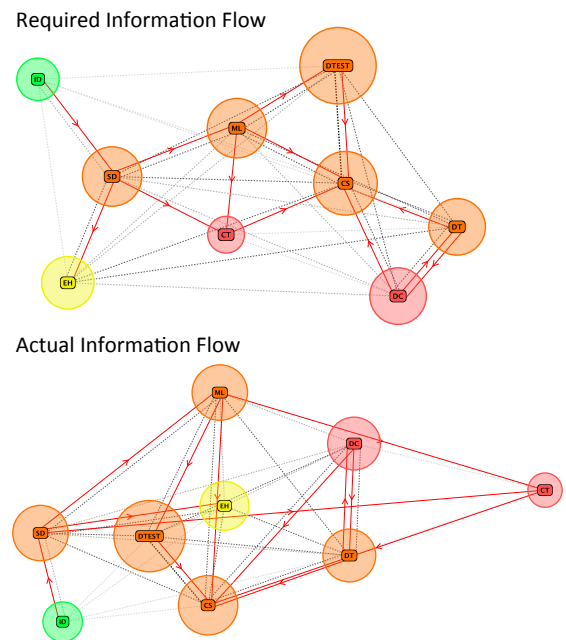 Required Information Flow
DTEST
ID
ML
SD
CS
CT
DT
EH
DC
Actual Information Flow
ML
DC
CT
EH
SD
DTEST
DT
CS
ID